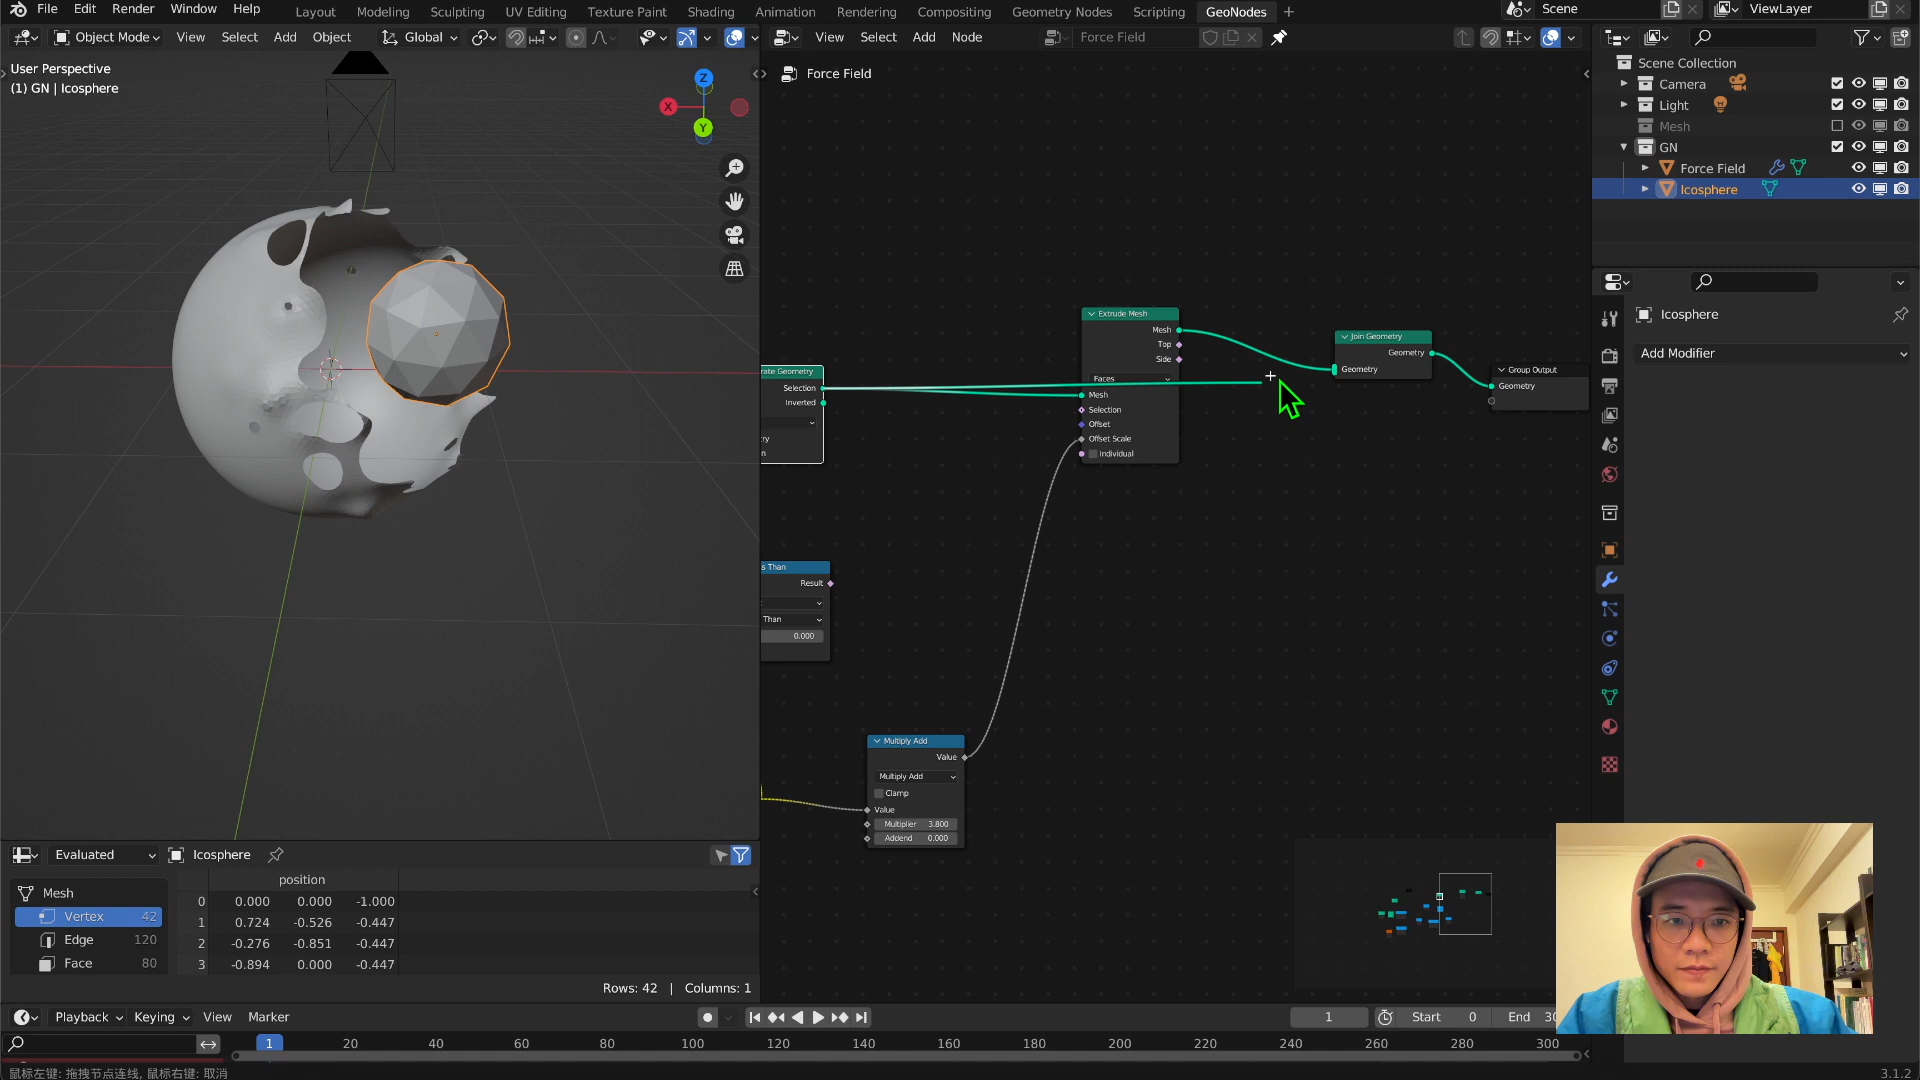 File Edit Render Window Help Layout Modeling Sculpting UV Editing Texture Paint Shading Animation Rendering Compositing Geometry Nodes Scripting GeoNodes + Scene ViewLayer
Object Mode View Select Add Object Global
View Select Add Node Force Field
User Perspective
(1) GN | Icosphere
Z
X
Y
Force Field
Scene Collection
Camera
Light
Mesh
GN
Force Field
Icosphere
Icosphere
Add Modifier
Extrude Mesh
Mesh
Top
Side
Faces
Mesh
Selection
Offset
Offset Scale
Individual
Join Geometry
Geometry
Geometry
Group Output
Geometry
rate Geometry
Selection
Inverted
ry
n
s Than
Result
Than
0.000
Multiply Add
Value
Multiply Add
Clamp
Value
Multiplier 3.800
Addend 0.000
Evaluated Icosphere
Mesh
Vertex 42
Edge 120
Face 80
position
0 0.000 0.000 -1.000
1 0.724 -0.526 -0.447
2 -0.276 -0.851 -0.447
3 -0.894 0.000 -0.447
Rows: 42 | Columns: 1
Playback Keying View Marker
1 Start 0 End 30
1 20 40 60 80 100 120 140 160 180 200 220 240 260 280 300
鼠标左键: 拖拽节点连线, 鼠标右键: 取消
3.1.2